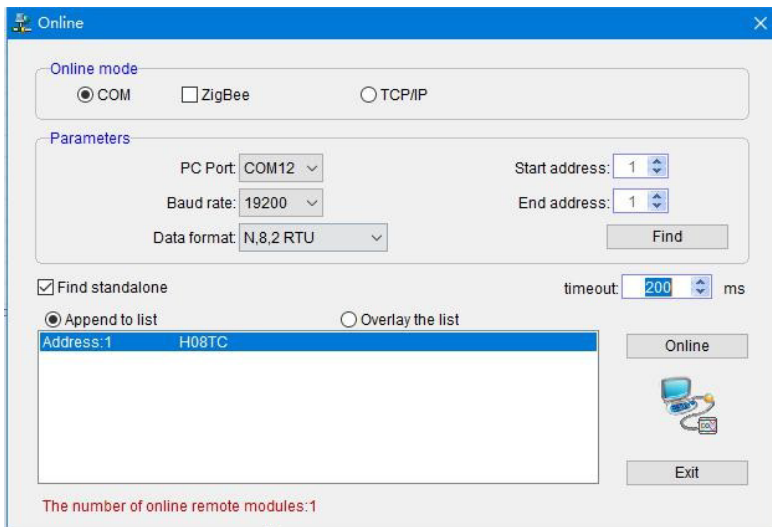 Online
Online mode
COM ZigBee TCP/IP
Parameters
PC Port: COM12 Start address: 1
Baud rate: 19200 End address: 1
Data format: N,8,2 RTU Find
Find standalone timeout: 200 ms
Append to list Overlay the list
Address:1 H08TC Online
Exit
The number of online remote modules:1